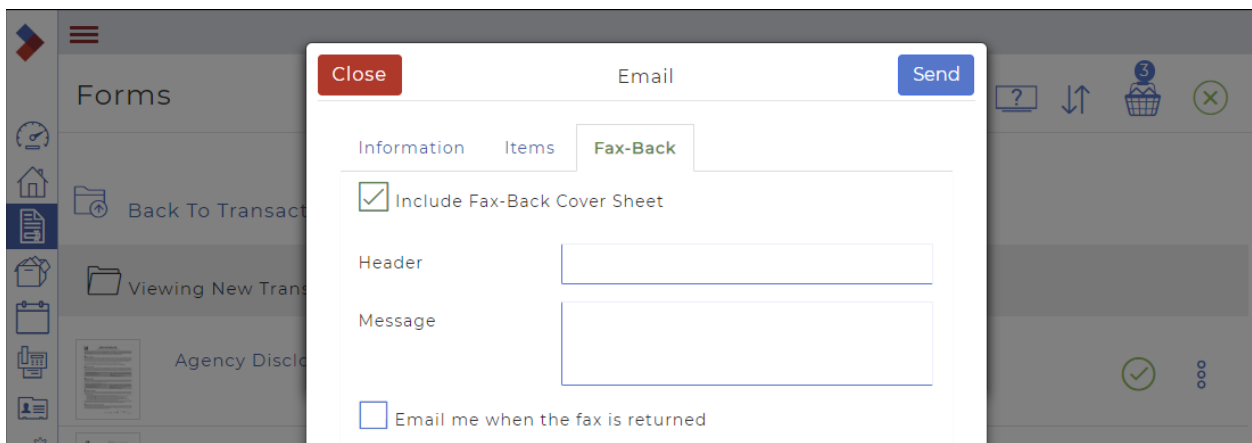 Close Email Send
3
Forms
?
Information Items Fax-Back
Include Fax-Back Cover Sheet
Back To Transact
Header
Viewing New Trans
Message
Agency Disclo
Email me when the fax is returned